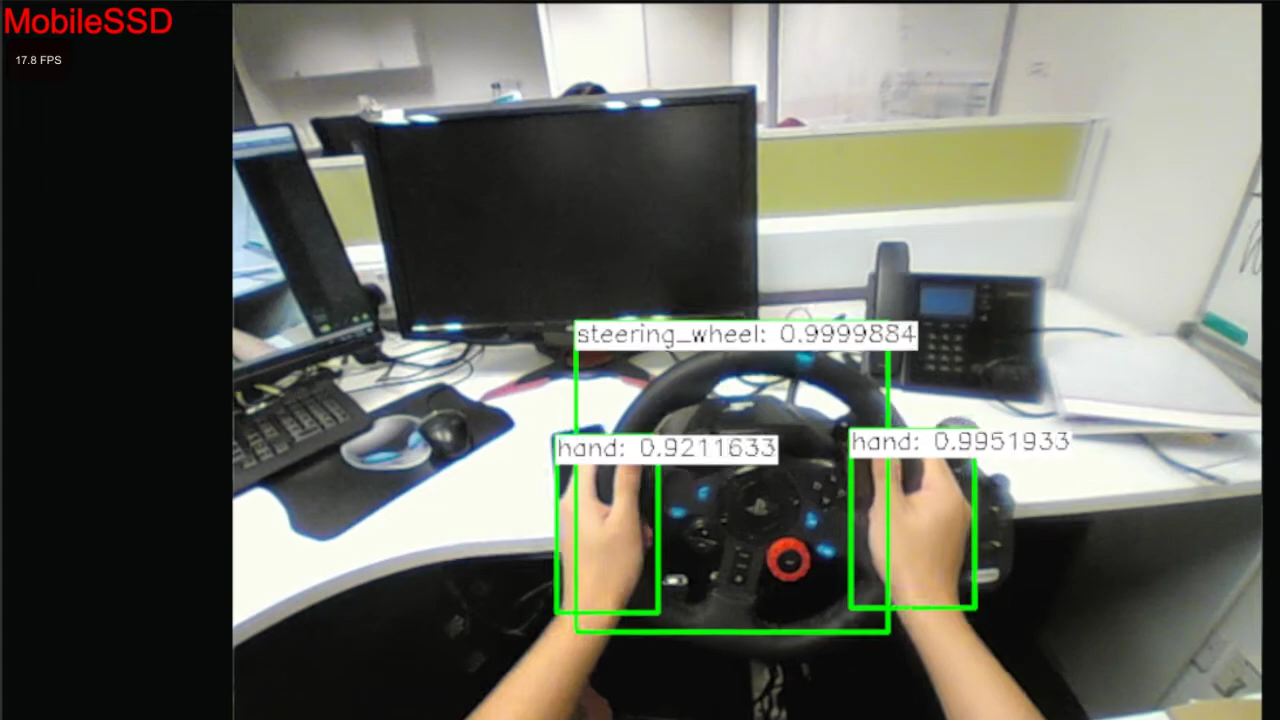 MobileSSD
17.8 FPS
steering_wheel: 0.9999884
hand: 0.9211633
hand: 0.9951933